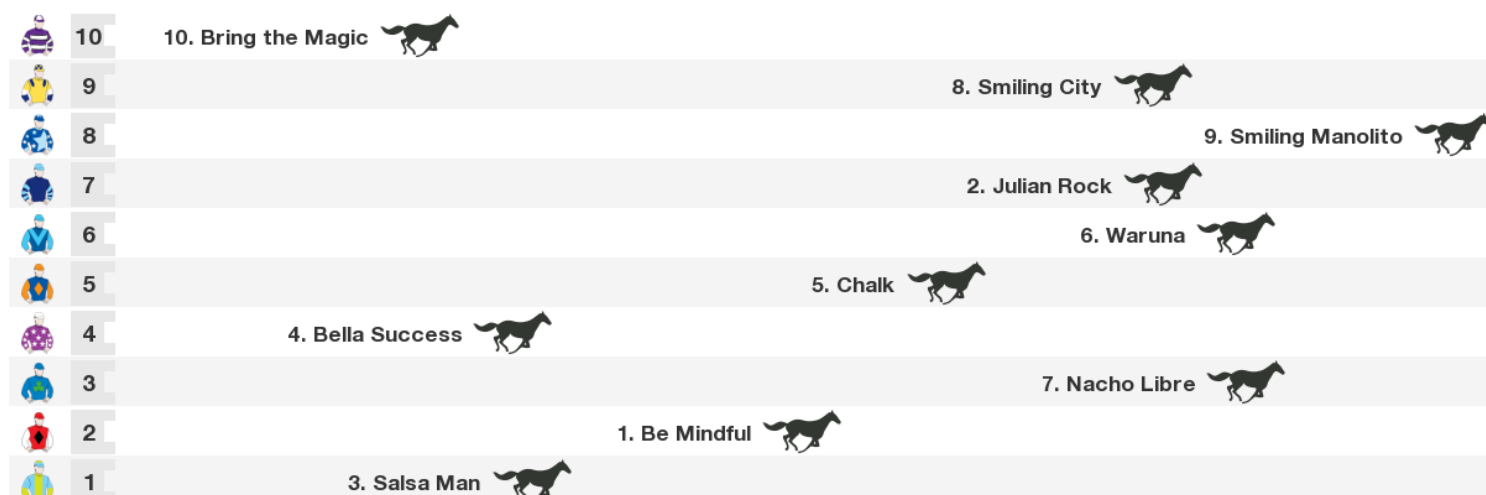 10 10. Bring the Magic
9 8. Smiling City
8 9. Smiling Manolito
7 2. Julian Rock
6 6. Waruna
5 5. Chalk
4 4. Bella Success
3 7. Nacho Libre
2 1. Be Mindful
1 3. Salsa Man